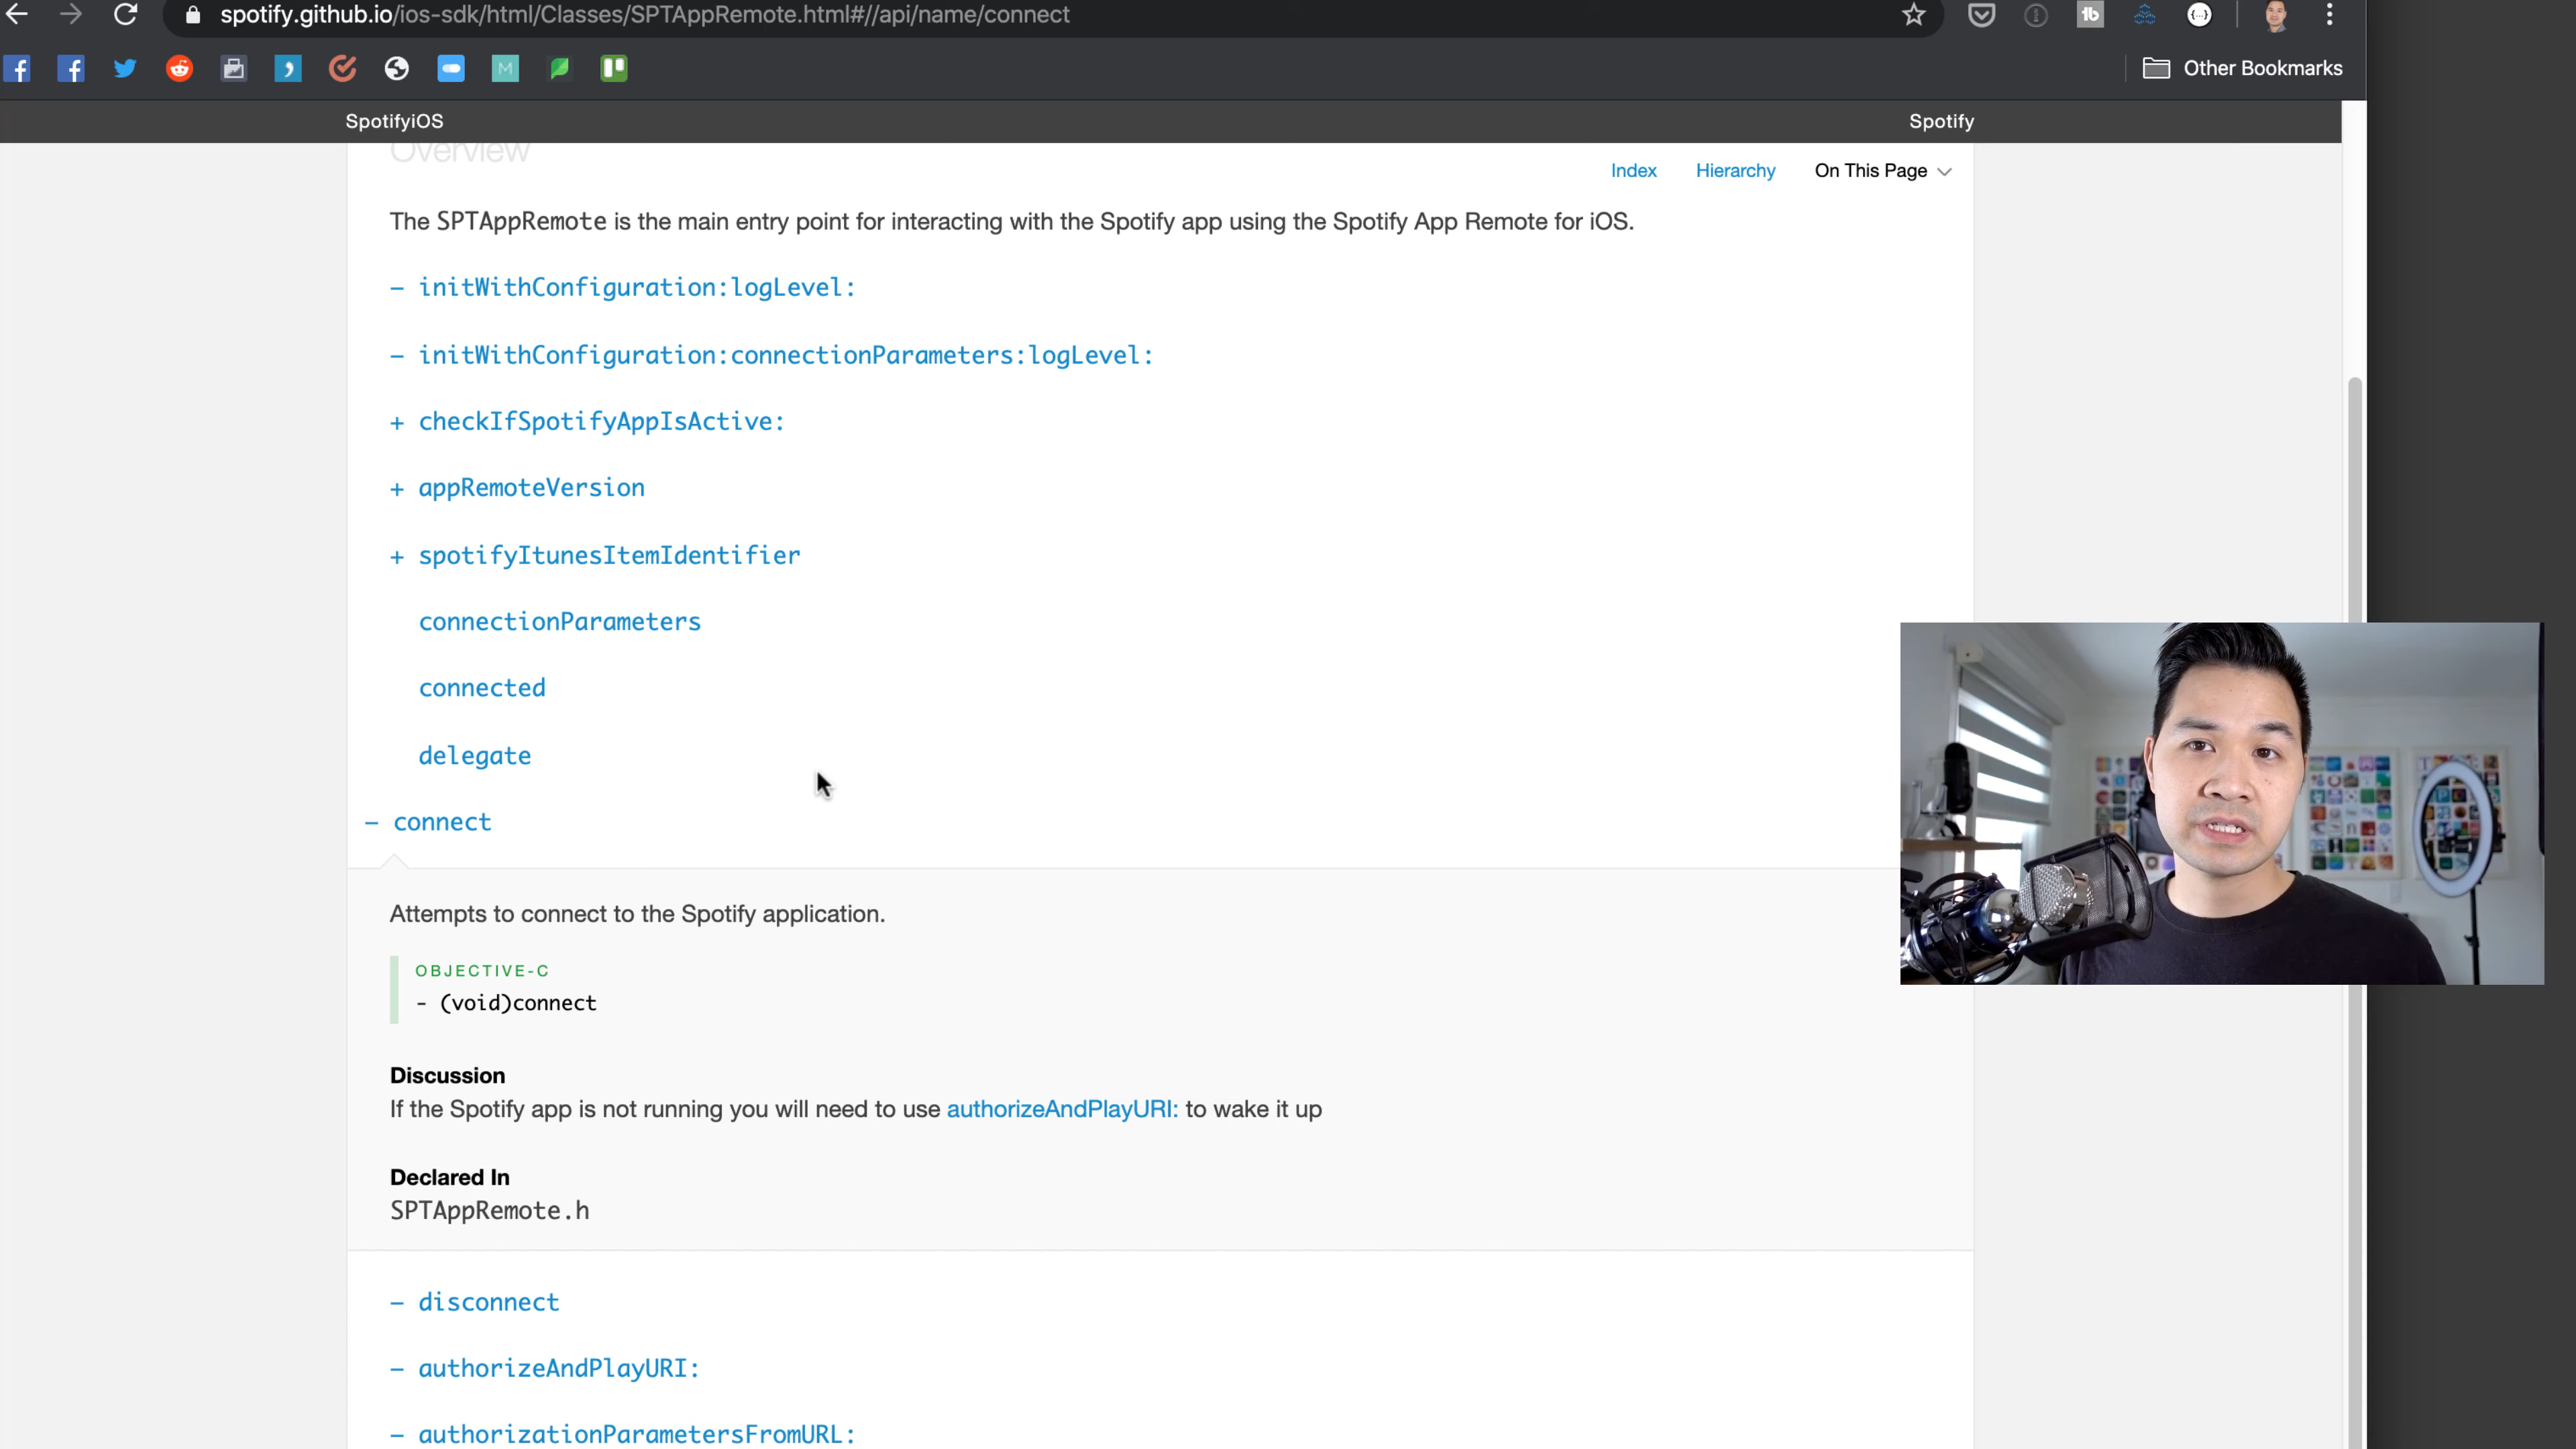 spotify.github.io/ios-sdk/html/Classes/SPTAppRemote.html#//api/name/connect
Other Bookmarks
SpotifyiOS
Spotify
Overview
Index
Hierarchy
On This Page
The SPTAppRemote is the main entry point for interacting with the Spotify app using the Spotify App Remote for iOS.
– initWithConfiguration:logLevel:
– initWithConfiguration:connectionParameters:logLevel:
+ checkIfSpotifyAppIsActive:
+ appRemoteVersion
+ spotifyItunesItemIdentifier
connectionParameters
connected
delegate
– connect
Attempts to connect to the Spotify application.
OBJECTIVE-C
- (void)connect
Discussion
If the Spotify app is not running you will need to use authorizeAndPlayURI: to wake it up
Declared In
SPTAppRemote.h
– disconnect
– authorizeAndPlayURI:
– authorizationParametersFromURL: